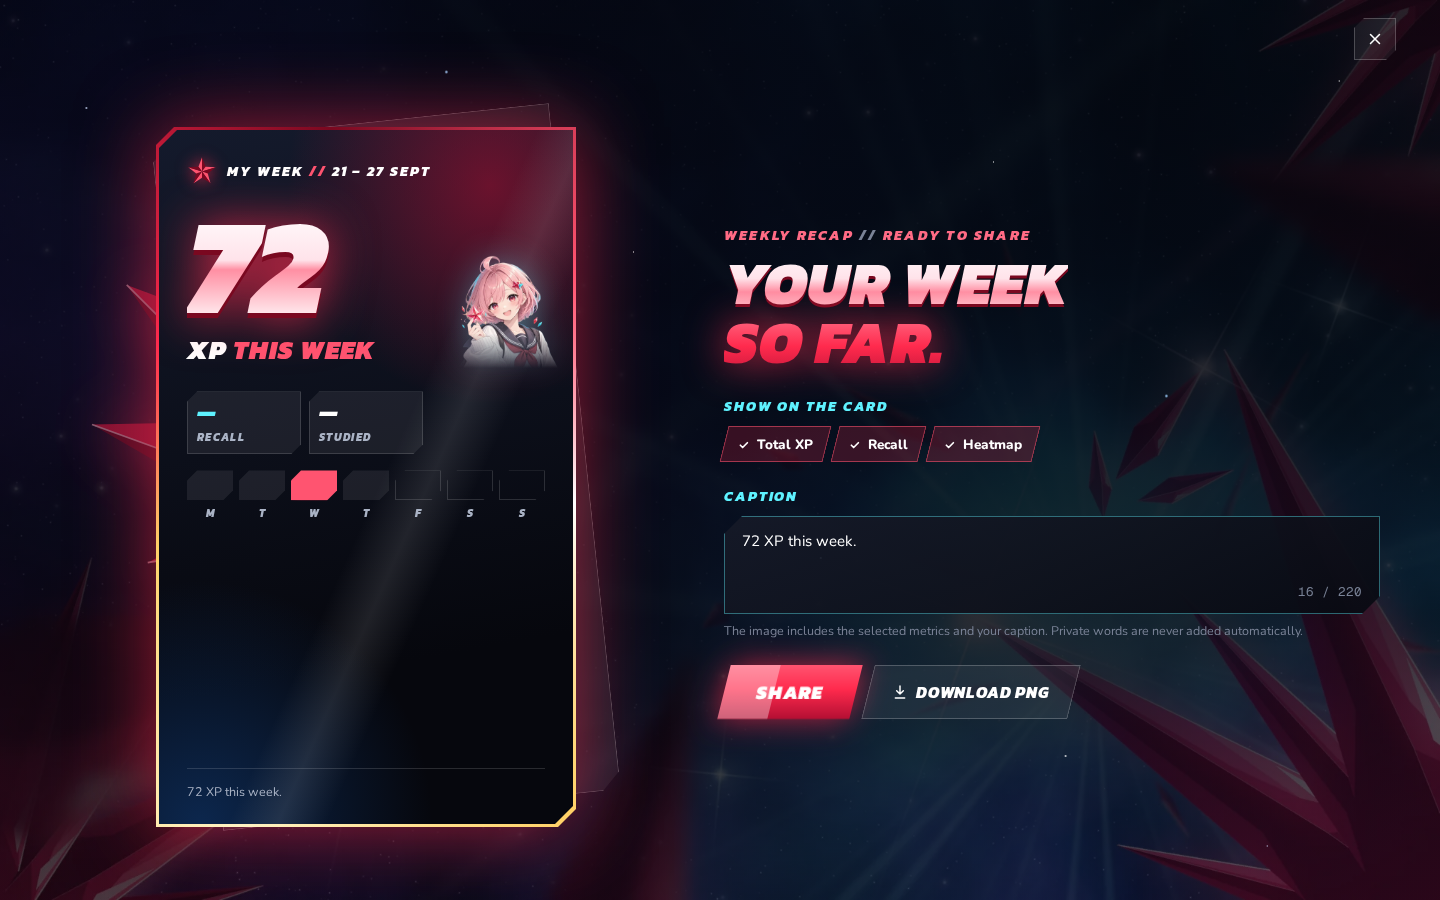 MY WEEK // 21 – 27 SEPT
72
XP THIS WEEK
—
RECALL
—
STUDIED
M T W T F S S
72 XP this week.
WEEKLY RECAP // READY TO SHARE
YOUR WEEK
SO FAR.
SHOW ON THE CARD
Total XP
Recall
Heatmap
CAPTION
72 XP this week.
16 / 220
The image includes the selected metrics and your caption. Private words are never added automatically.
SHARE
DOWNLOAD PNG